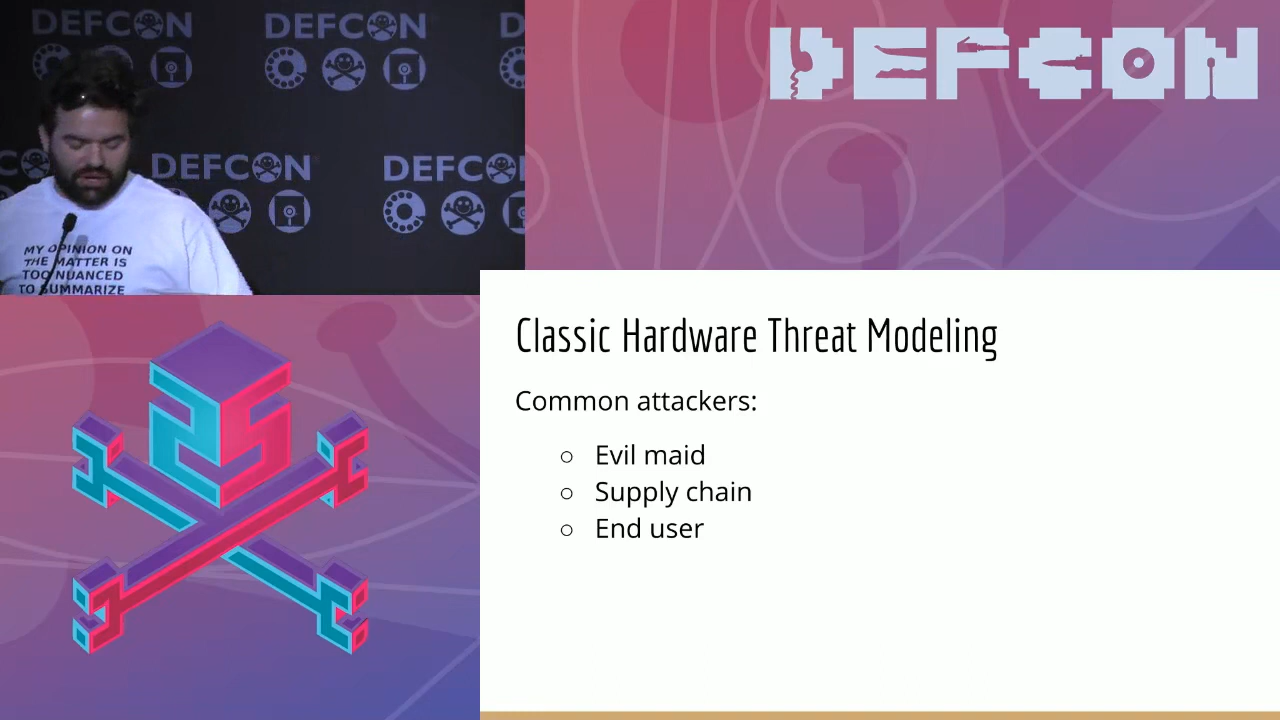 DEFCON DEFCON
DEFCON DEFCON
MY OPINION ON
THE MATTER IS
TOO NUANCED
TO SUMMARIZE
DEFCON
25
Classic Hardware Threat Modeling
Common attackers:
○ Evil maid
○ Supply chain
○ End user